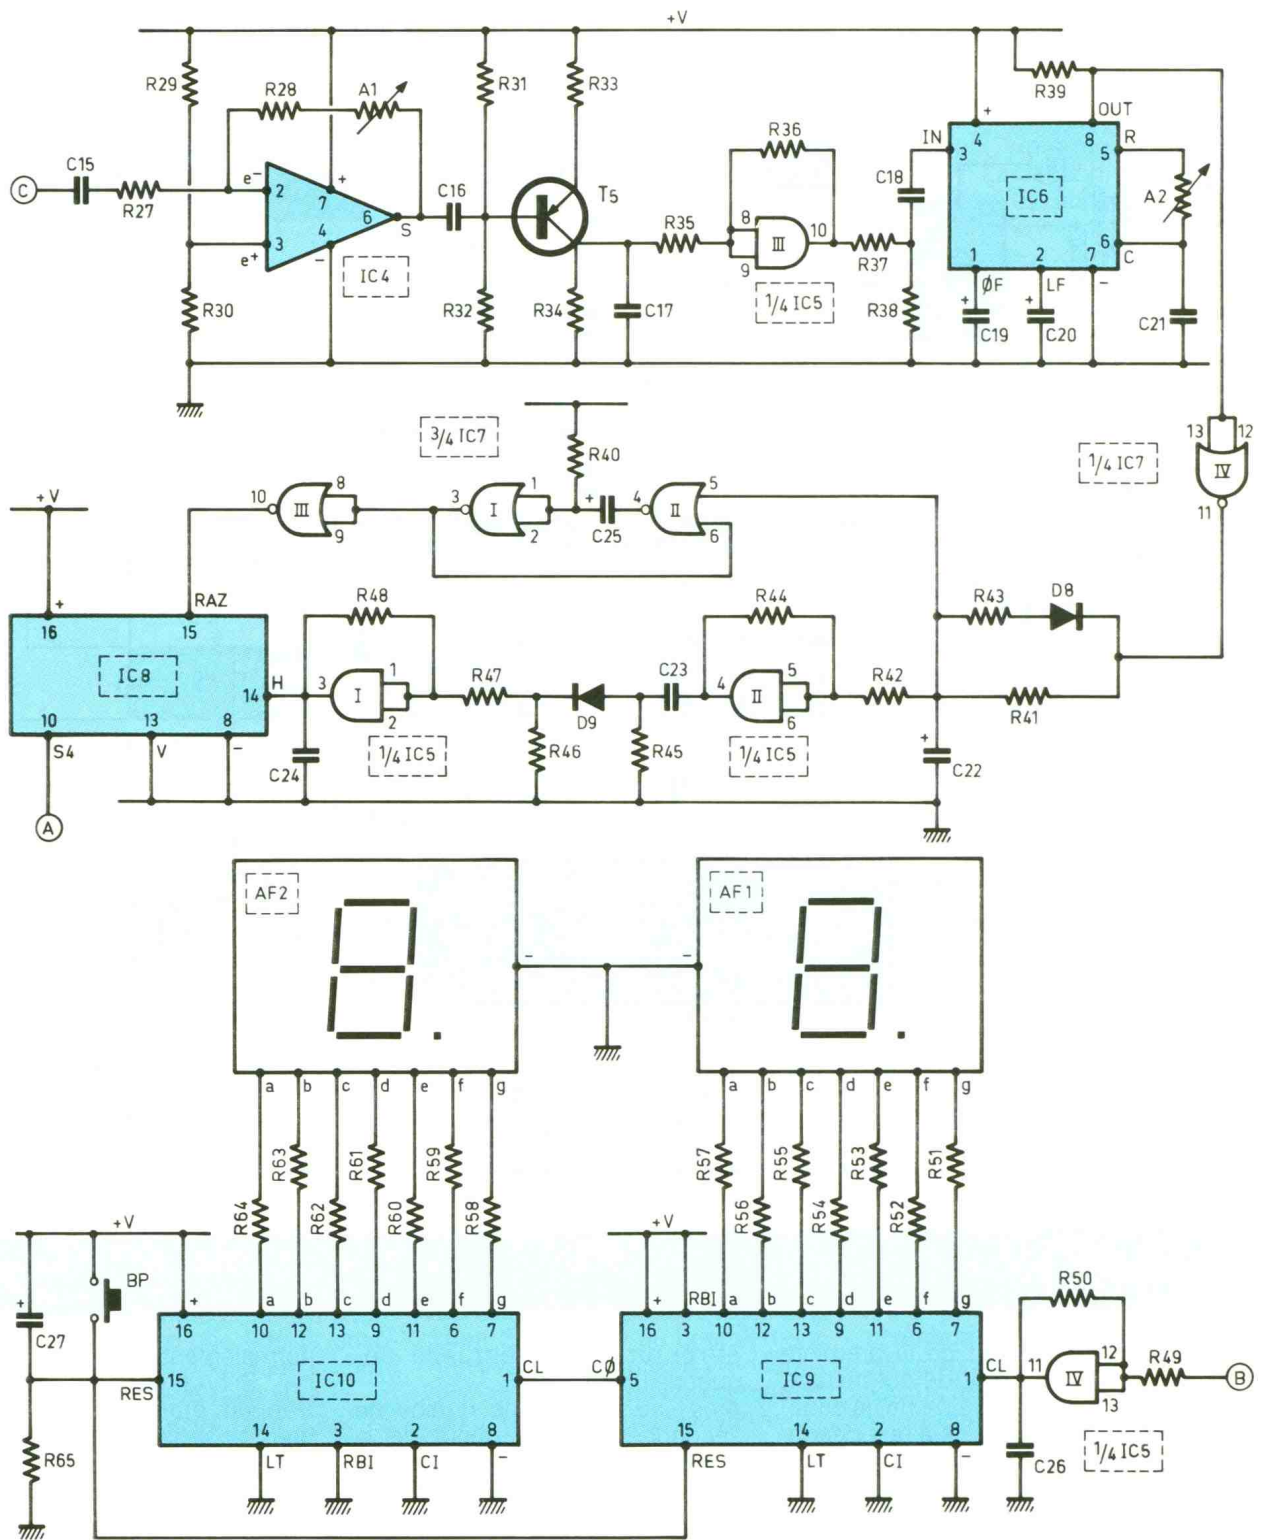 +V
R29
R28
A1
R31
R33
R39
OUT
C15
R27
C
e−
2
7
+
6
S
3
4
−
e+
IC4
C16
T5
R30
R32
R34
C17
R35
R36
8
9
III
10
1/4 IC5
R37
R38
C18
IN
3
4
+
8
5
R
IC6
A2
6
C
1
2
7
ØF
LF
−
+
C19
+
C20
C21
3/4 IC7
R40
1/4 IC7
13
12
IV
11
+V
10
III
8
9
3
I
1
2
+
C25
4
II
5
6
RAZ
+
16
15
IC8
14
H
10
13
8
S4
V
−
A
R48
3
I
1
2
1/4 IC5
C24
R47
R46
D9
R45
C23
R44
4
II
5
6
1/4 IC5
R42
R43
D8
R41
+
C22
AF2
−
AF1
−
a b c d e f g
a b c d e f g
R64
R63
R62
R61
R60
R59
R58
R57
R56
R55
R54
R53
R52
R51
+V
BP
+
C27
R65
+ a b c d e f g
16 10 12 13 9 11 6 7
RES
15
IC10
1
CL
14 3 2 8
LT RBI CI −
+V
+ RBI a b c d e f g
16 3 10 12 13 9 11 6 7
CØ
5
IC9
1
CL
15 14 2 8
RES LT CI −
R50
11
IV
12
13
R49
B
C26
1/4 IC5